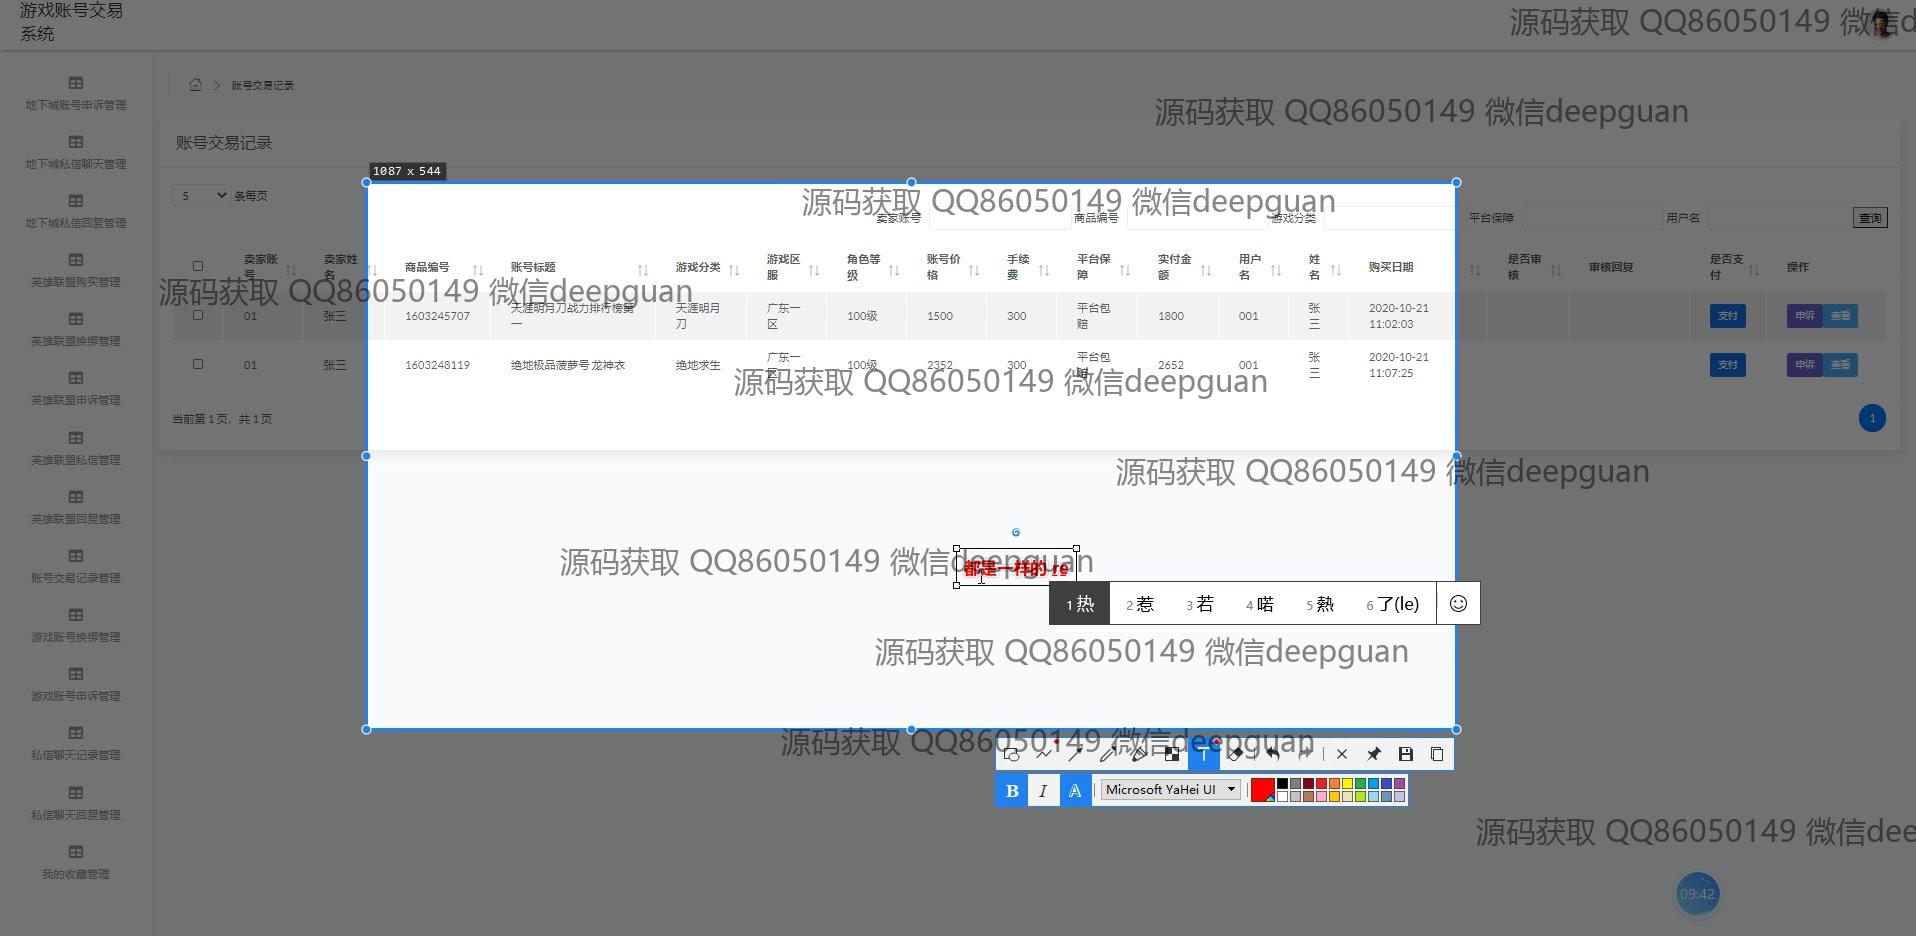 游戏账号交易
系统
源码获取 QQ86050149 微信d
地下城账号申诉管理
地下城私信聊天管理
地下城私信回复管理
英雄联盟购买管理
英雄联盟换绑管理
英雄联盟申诉管理
英雄联盟私信管理
英雄联盟回复管理
账号交易记录管理
游戏账号换绑管理
游戏账号申诉管理
私信聊天记录管理
私信聊天回复管理
我的收藏管理
账号交易记录
源码获取 QQ86050149 微信deepguan
账号交易记录
1087 x 544
5 条每页
源码获取 QQ86050149 微信deepguan
卖家账号 商品编号 游戏分类 平台保障 用户名 查询
卖家账号 卖家姓名 商品编号 账号标题 游戏分类 游戏区服 角色等级 账号价格 手续费 平台保障 实付金额 用户名 姓名 购买日期 是否审核 审核回复 是否支付 操作
源码获取 QQ86050149 微信deepguan
01 张三 1603245707 天涯明月刀战力排行榜第一 天涯明月刀 广东一区 100级 1500 300 平台包赔 1800 001 张三 2020-10-21 11:02:03 支付 申诉 查看
01 张三 1603248119 绝地极品菠萝号 龙神衣 绝地求生 广东一区 100级 2352 300 平台包赔 2652 001 张三 2020-10-21 11:07:25 支付 申诉 查看
源码获取 QQ86050149 微信deepguan
当前第 1 页，共 1 页 1
源码获取 QQ86050149 微信deepguan
源码获取 QQ86050149 微信deepguan
都是一样的 re
1 热 2 惹 3 若 4 喏 5 熱 6 了(le)
源码获取 QQ86050149 微信deepguan
源码获取 QQ86050149 微信deepguan
T
B I A Microsoft YaHei UI
源码获取 QQ86050149 微信dee
09:42